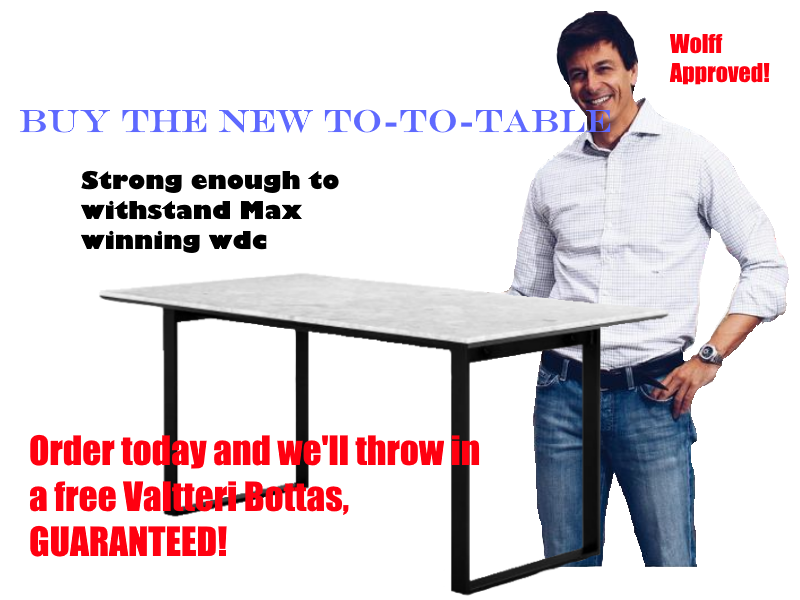 Wolff
Approved!
BUY THE NEW TO-TO-TABLE
Strong enough to
withstand Max
winning wdc
Order today and we'll throw in
a free Valtteri Bottas,
GUARANTEED!